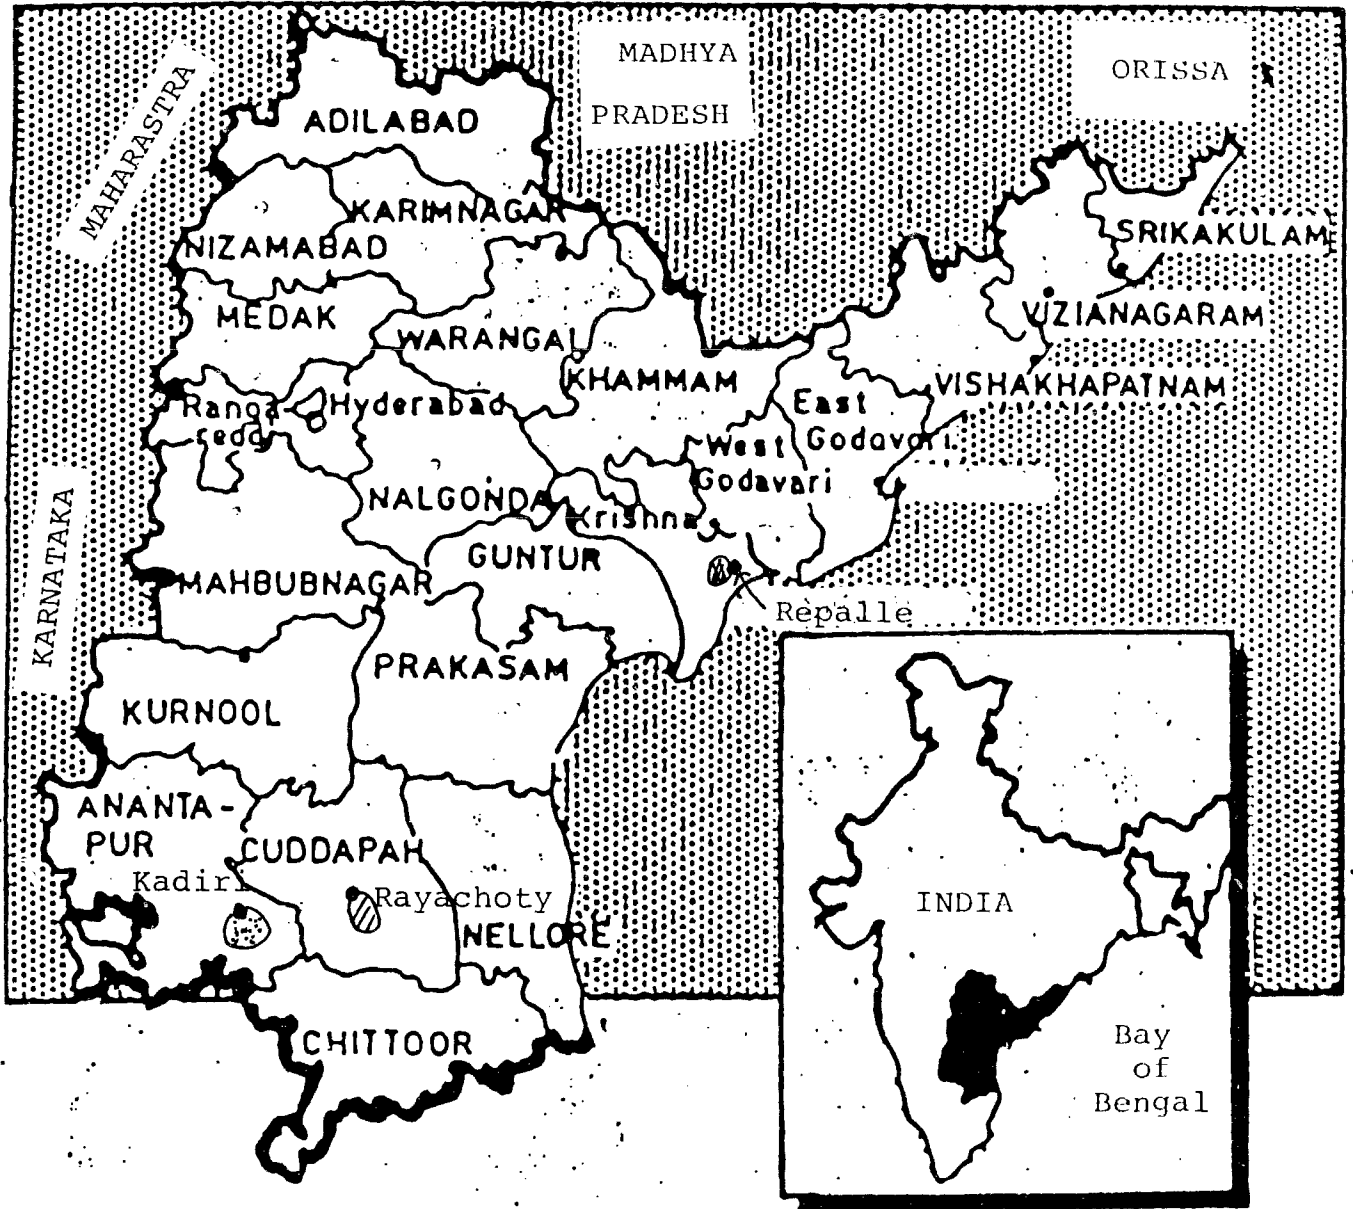 MADHYA
PRADESH
ORISSA
MAHARASTRA
ADILABAD
KARIMNAGAR
NIZAMABAD
SRIKAKULAM
MEDAK
WARANGAL
VIZIANAGARAM
KHAMMAM
VISHAKHAPATNAM
Ranga
reddy
Hyderabad
East
Godavari
West
Godavari
KARNATAKA
NALGONDA
Krishna
GUNTUR
MAHBUBNAGAR
Repalle
PRAKASAM
KURNOOL
ANANTA-
PUR
CUDDAPAH
Kadiri
Rayachoty
NELLORE
INDIA
CHITTOOR
Bay
of
Bengal